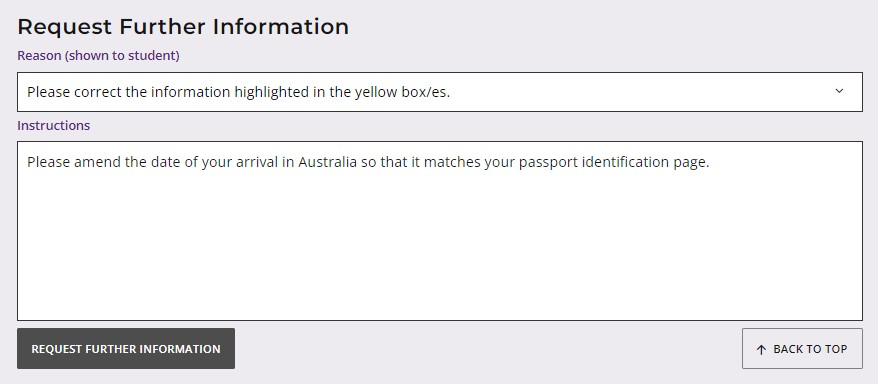 Request Further Information
Reason (shown to student)
Please correct the information highlighted in the yellow box/es.
Instructions
Please amend the date of your arrival in Australia so that it matches your passport identification page.
REQUEST FURTHER INFORMATION
BACK TO TOP